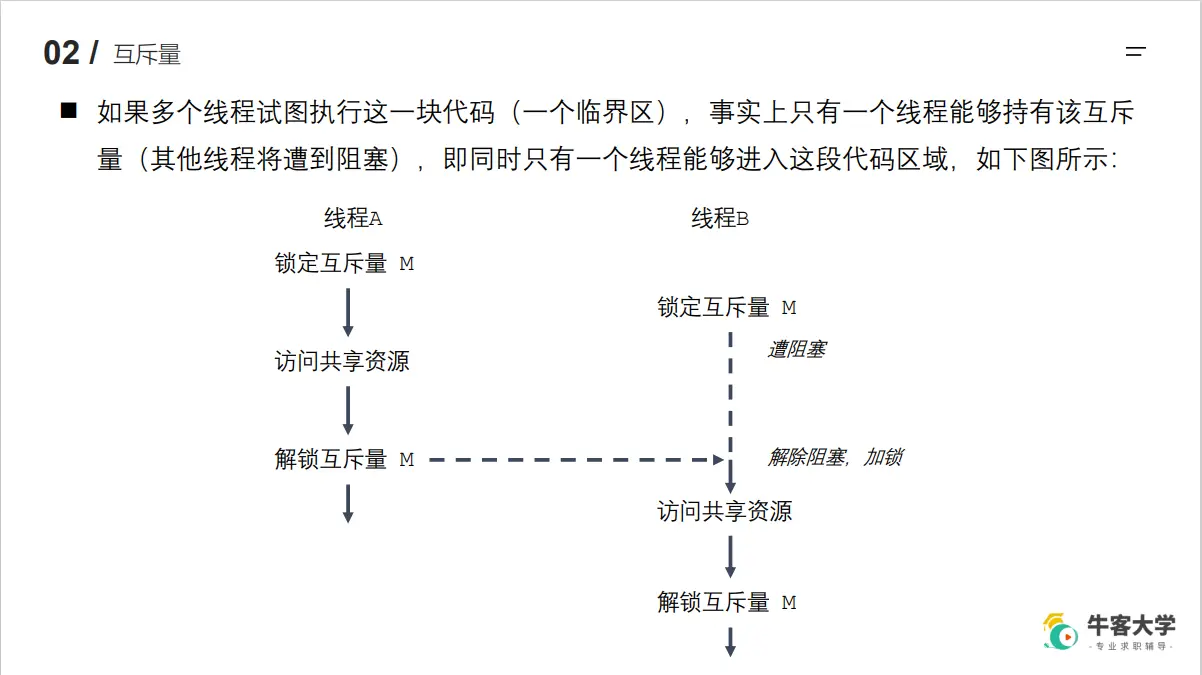 02 / 互斥量
■ 如果多个线程试图执行这一块代码（一个临界区），事实上只有一个线程能够持有该互斥
量（其他线程将遭到阻塞），即同时只有一个线程能够进入这段代码区域，如下图所示：
线程A
锁定互斥量 M
访问共享资源
解锁互斥量 M
线程B
锁定互斥量 M
遭阻塞
解除阻塞，加锁
访问共享资源
解锁互斥量 M
牛客大学
·专业求职辅导·